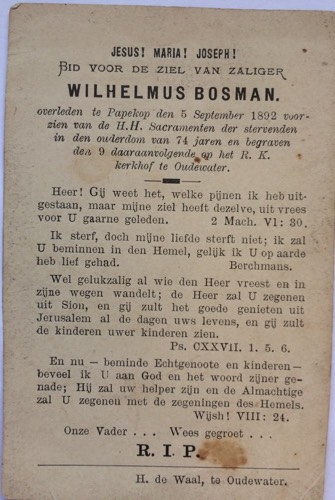 JESUS! MARIA! JOSEPH!
BID VOOR DE ZIEL VAN ZALIGER
WILHELMUS BOSMAN.
overleden te Papekop den 5 September 1892 voor-
zien van de H.H. Sacramenten der stervenden
in den ouderdom van 74 jaren en begraven
den 9 daaraanvolgende op het R. K.
kerkhof te Oudewater.
Heer! Gij weet het, welke pijnen ik heb uit-
gestaan, maar mijne ziel heeft dezelve, uit vrees
voor U gaarne geleden. 2 Mach. VI: 30.
Ik sterf, doch mijne liefde sterft niet; ik zal
U beminnen in den Hemel, gelijk ik U op aarde
heb lief gehad. Berchmans.
Wel gelukzalig al wie den Heer vreest en in
zijne wegen wandelt; de Heer zal U zegenen
uit Sion, en gij zult het goede genieten uit
Jerusalem al de dagen uws levens, en gij zult
de kinderen uwer kinderen zien.
Ps. CXXVII. 1. 5. 6.
En nu — beminde Echtgenoote en kinderen —
beveel ik U aan God en het woord zijner ge-
nade; Hij zal uw helper zijn en de Almachtige
zal U zegenen met de zegeningen des Hemels.
Wijsh! VIII: 24.
Onze Vader ... Wees gegroet ...
R. I. P.
H. de Waal, te Oudewater.